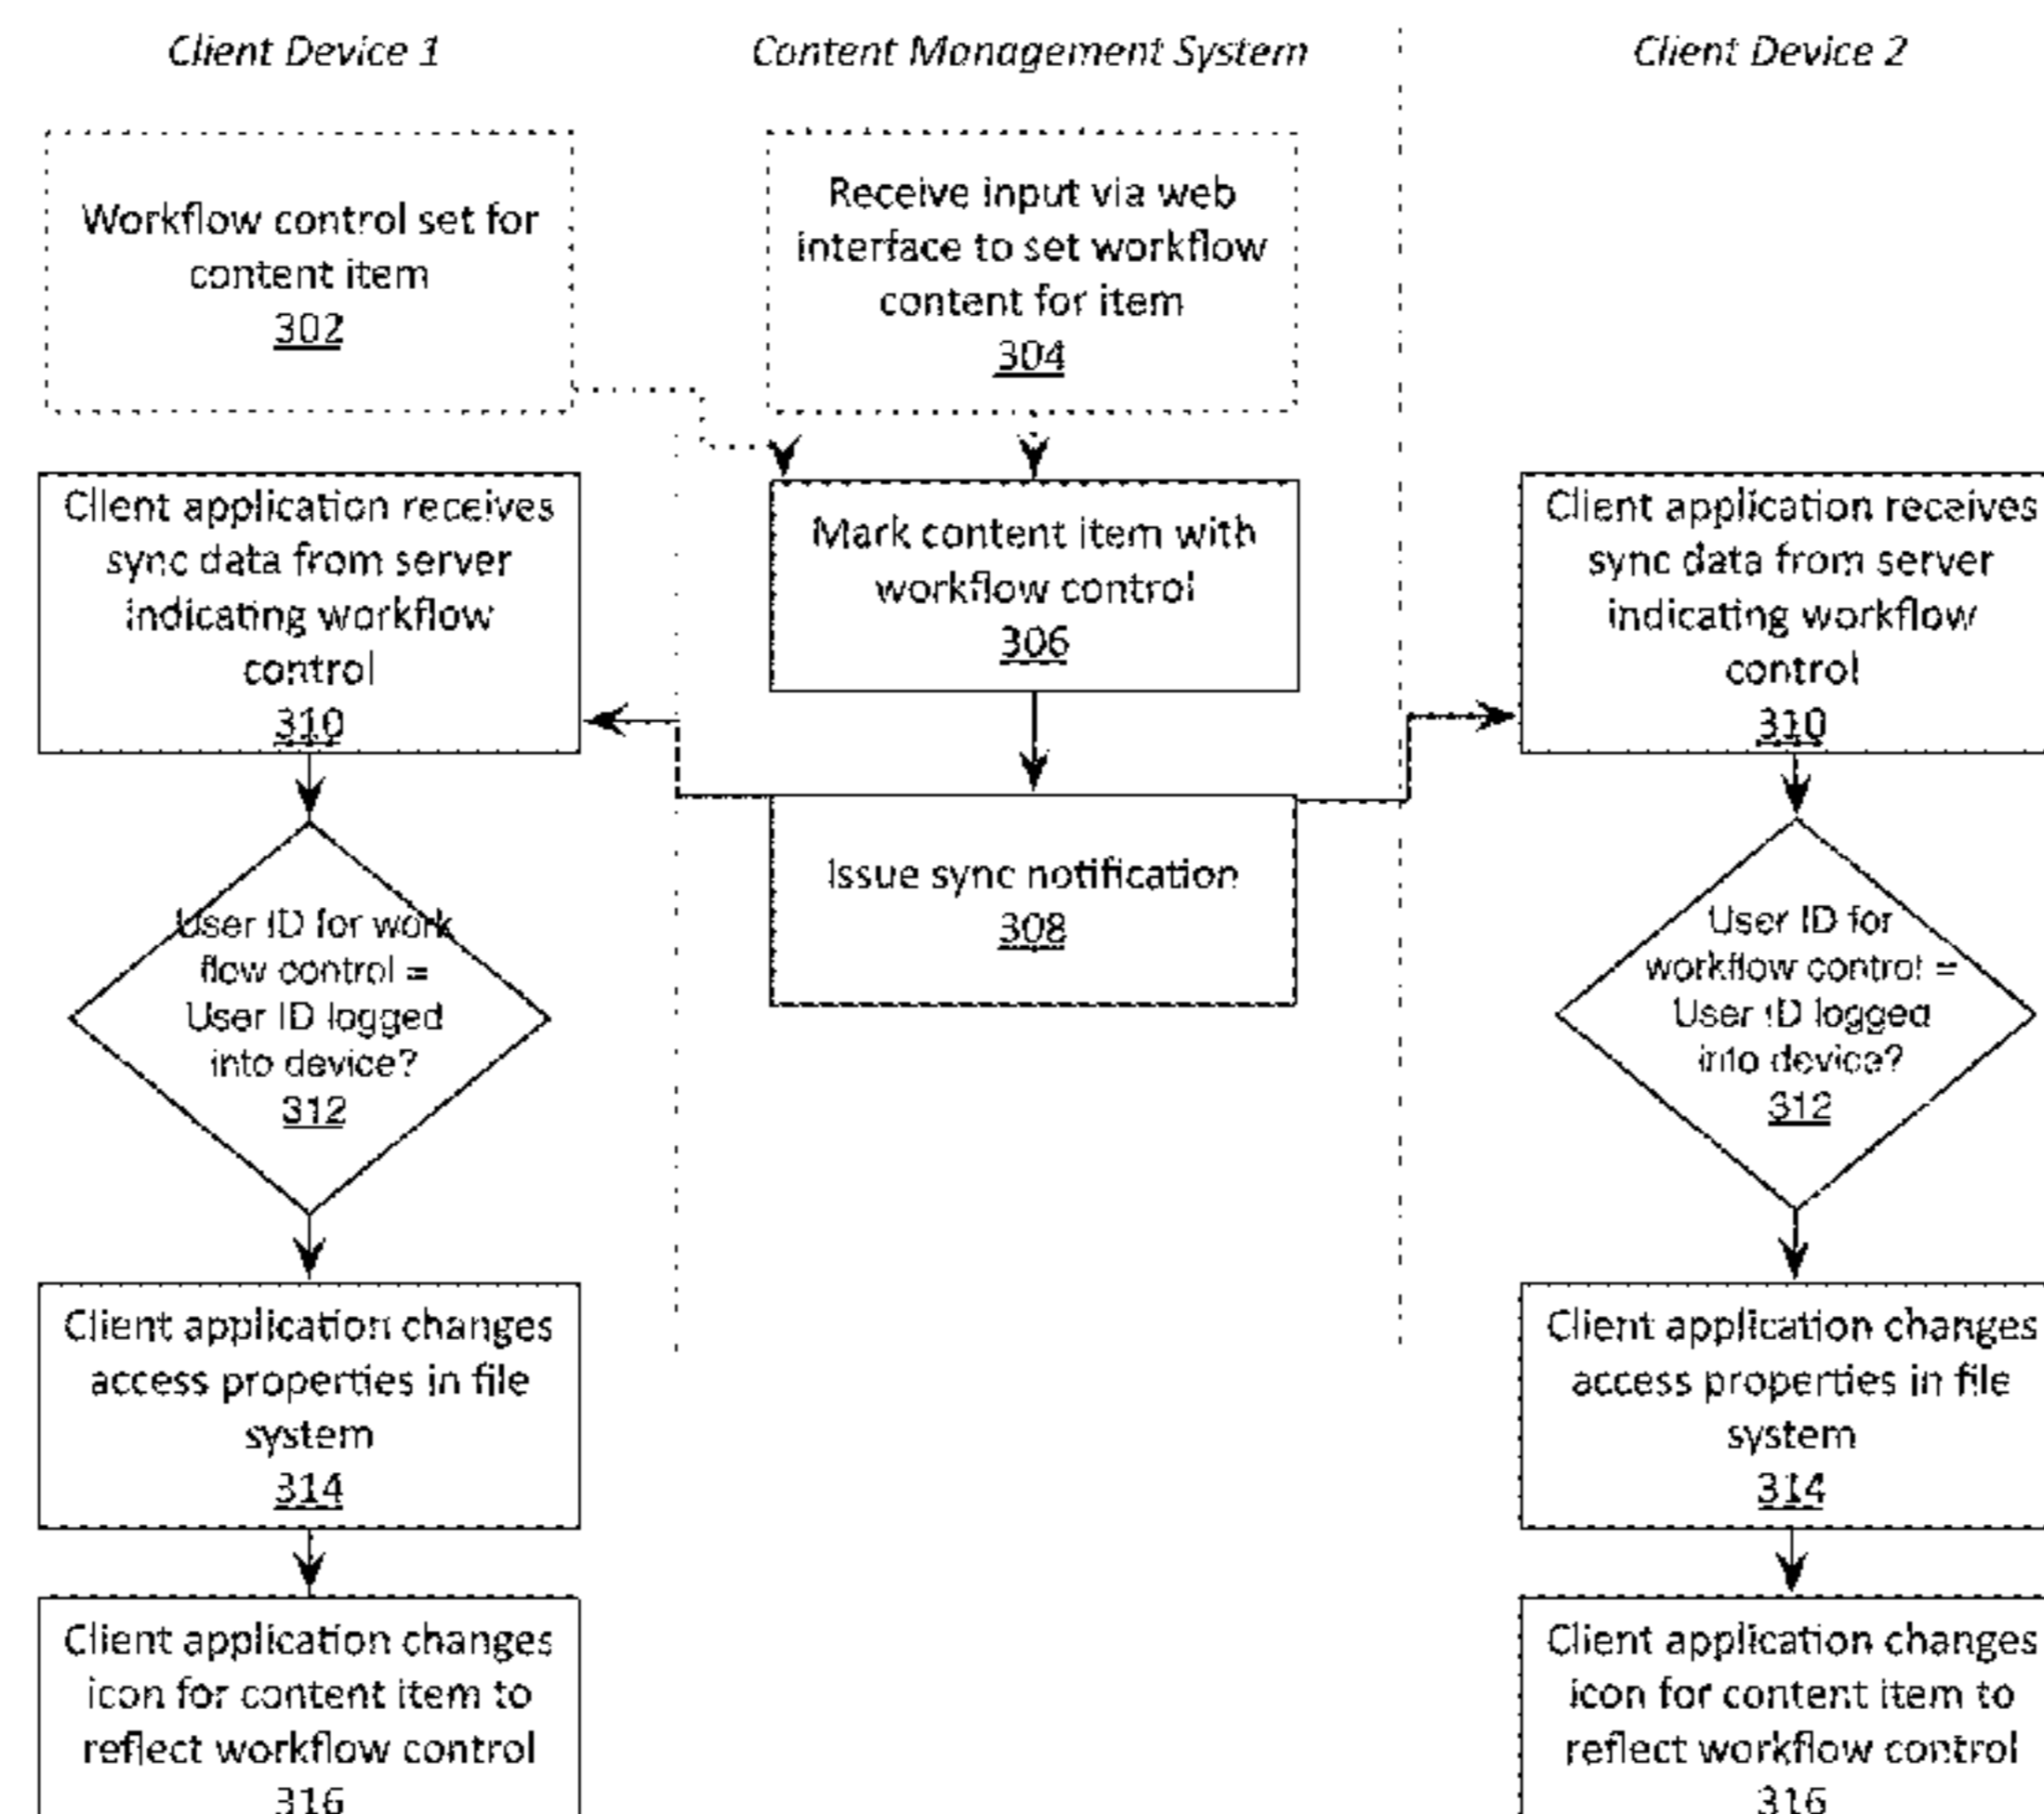 Client Device 1
Content Management System
Client Device 2
Workflow control set for
content item
302
Receive input via web
interface to set workflow
content for item
304
Client application receives
sync data from server
indicating workflow
control
310
Mark content item with
workflow control
306
Client application receives
sync data from server
indicating workflow
control
310
Issue sync notification
308
User ID for work
flow control =
User ID logged
into device?
312
User ID for
workflow control =
User ID logged
into device?
312
Client application changes
access properties in file
system
314
Client application changes
access properties in file
system
314
Client application changes
icon for content item to
reflect workflow control
316
Client application changes
icon for content item to
reflect workflow control
316